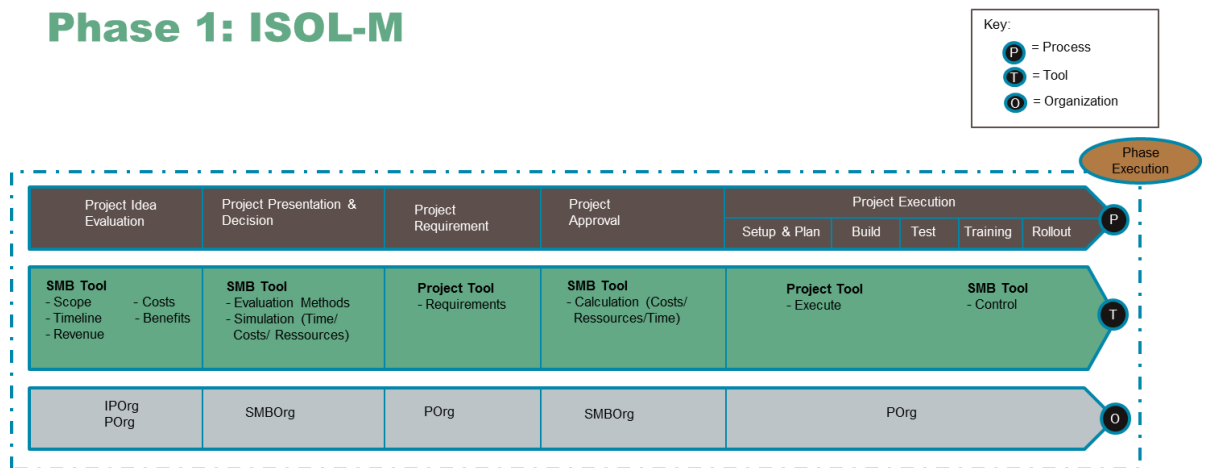 Phase 1: ISOL-M
Key:
P = Process
T = Tool
O = Organization
Phase
Execution
Project Idea
Evaluation
Project Presentation &
Decision
Project
Requirement
Project
Approval
Project Execution
Setup & Plan Build Test Training Rollout
P
SMB Tool
- Scope - Costs
- Timeline - Benefits
- Revenue
SMB Tool
- Evaluation Methods
- Simulation (Time/
Costs/ Ressources)
Project Tool
- Requirements
SMB Tool
- Calculation (Costs/
Ressources/Time)
Project Tool
- Execute
SMB Tool
- Control
T
IPOrg
POrg
SMBOrg
POrg
SMBOrg
POrg
O